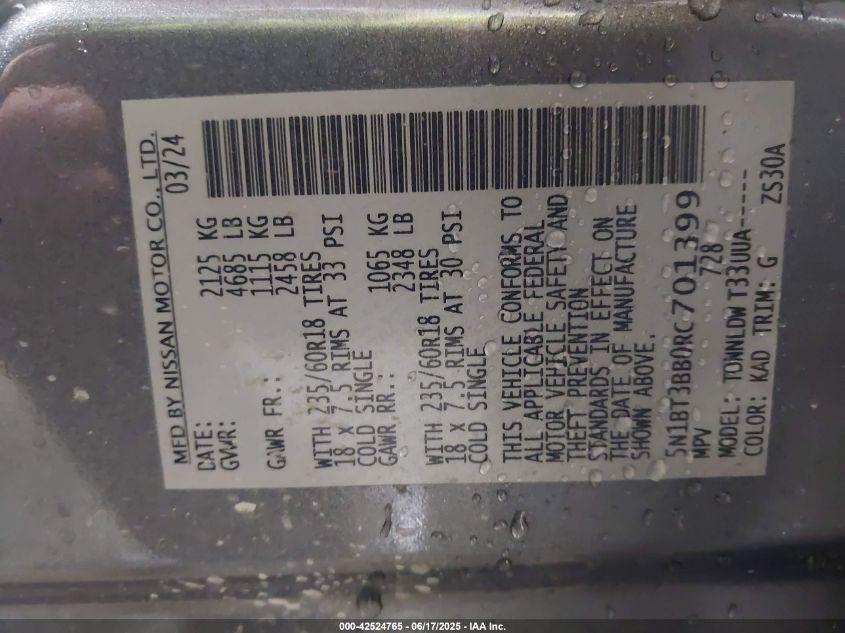 MFD BY NISSAN MOTOR CO., LTD.
DATE: 03/24
GVWR: 2125 KG
4685 LB
GAWR FR.: 1115 KG
2458 LB
WITH 235/60R18 TIRES
18 X 7.5 RIMS AT 33 PSI
COLD SINGLE
GAWR RR.: 1065 KG
2348 LB
WITH 235/60R18 TIRES
18 X 7.5 RIMS AT 30 PSI
COLD SINGLE
THIS VEHICLE CONFORMS TO
ALL APPLICABLE FEDERAL
MOTOR VEHICLE SAFETY AND
THEFT PREVENTION
STANDARDS IN EFFECT ON
THE DATE OF MANUFACTURE
SHOWN ABOVE.
5N1BT3BB0RC701399
MPV 728
MODEL: TDWNLDW T33UUA------
COLOR: KAD TRIM: G ZS30A
000-42524765 - 06/17/2025 - IAA Inc.